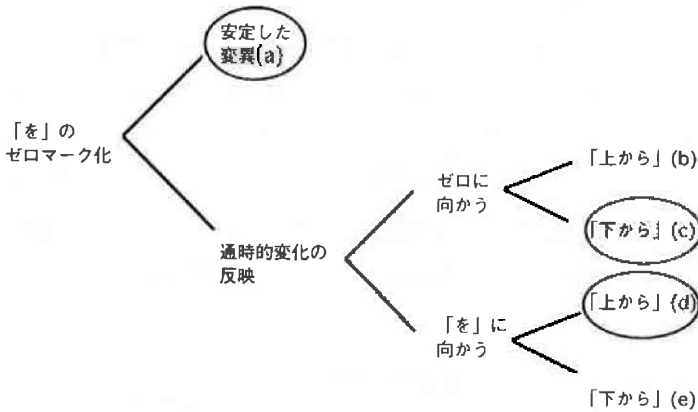 安定した
変異(a)
「を」の
ゼロマーク化
ゼロに
向かう
「上から」(b)
「下から」(c)
通時的変化の
反映
「上から」(d)
「を」に
向かう
「下から」(e)